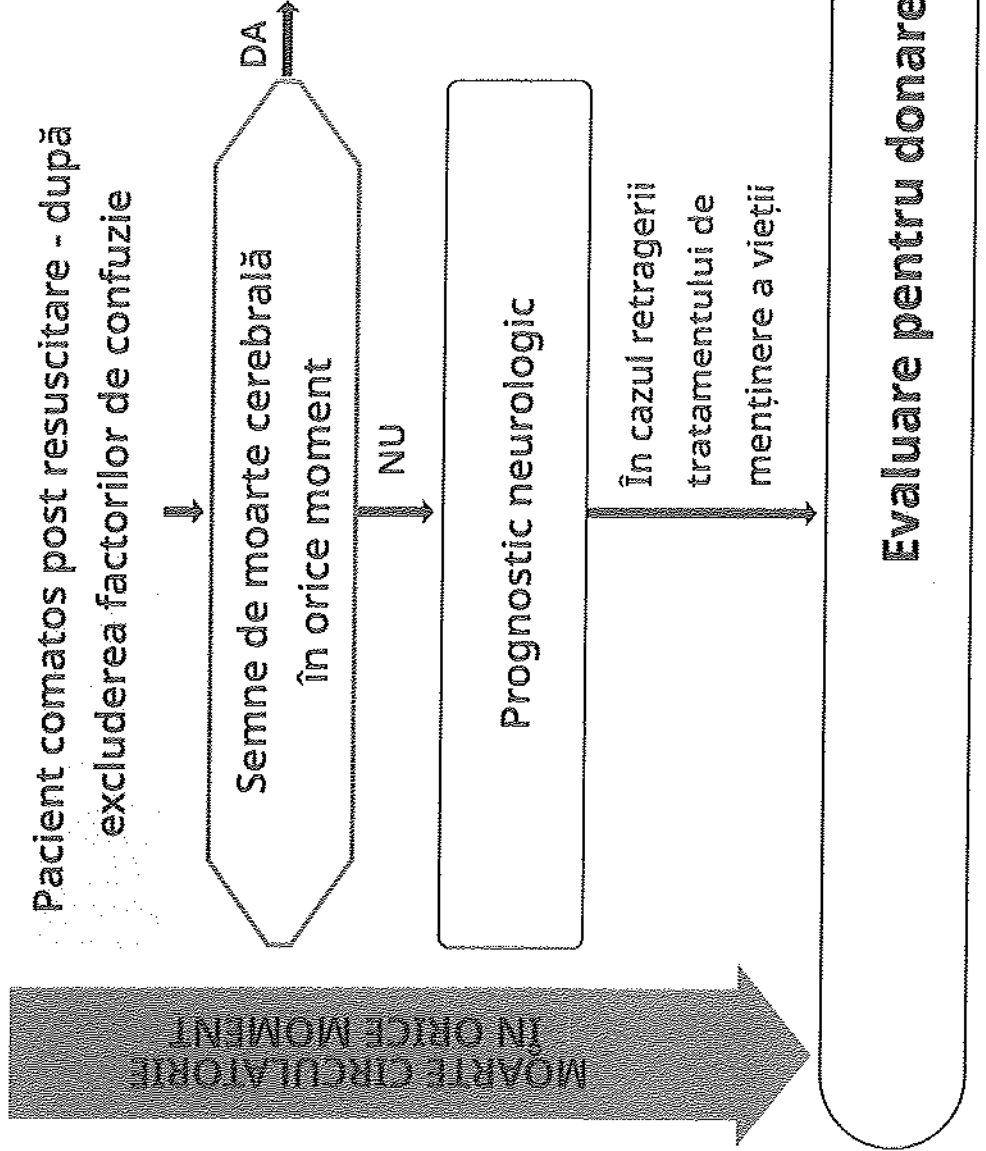 Pacient comatos post resuscitare - după
excluderea factorilor de confuzie
Semne de moarte cerebrală
în orice moment
DA
NU
Prognostic neurologic
În cazul retragerii
tratamentului de
menținere a vieții
MOARTE CIRCULATORIE
ÎN ORICE MOMENT
Evaluare pentru donare